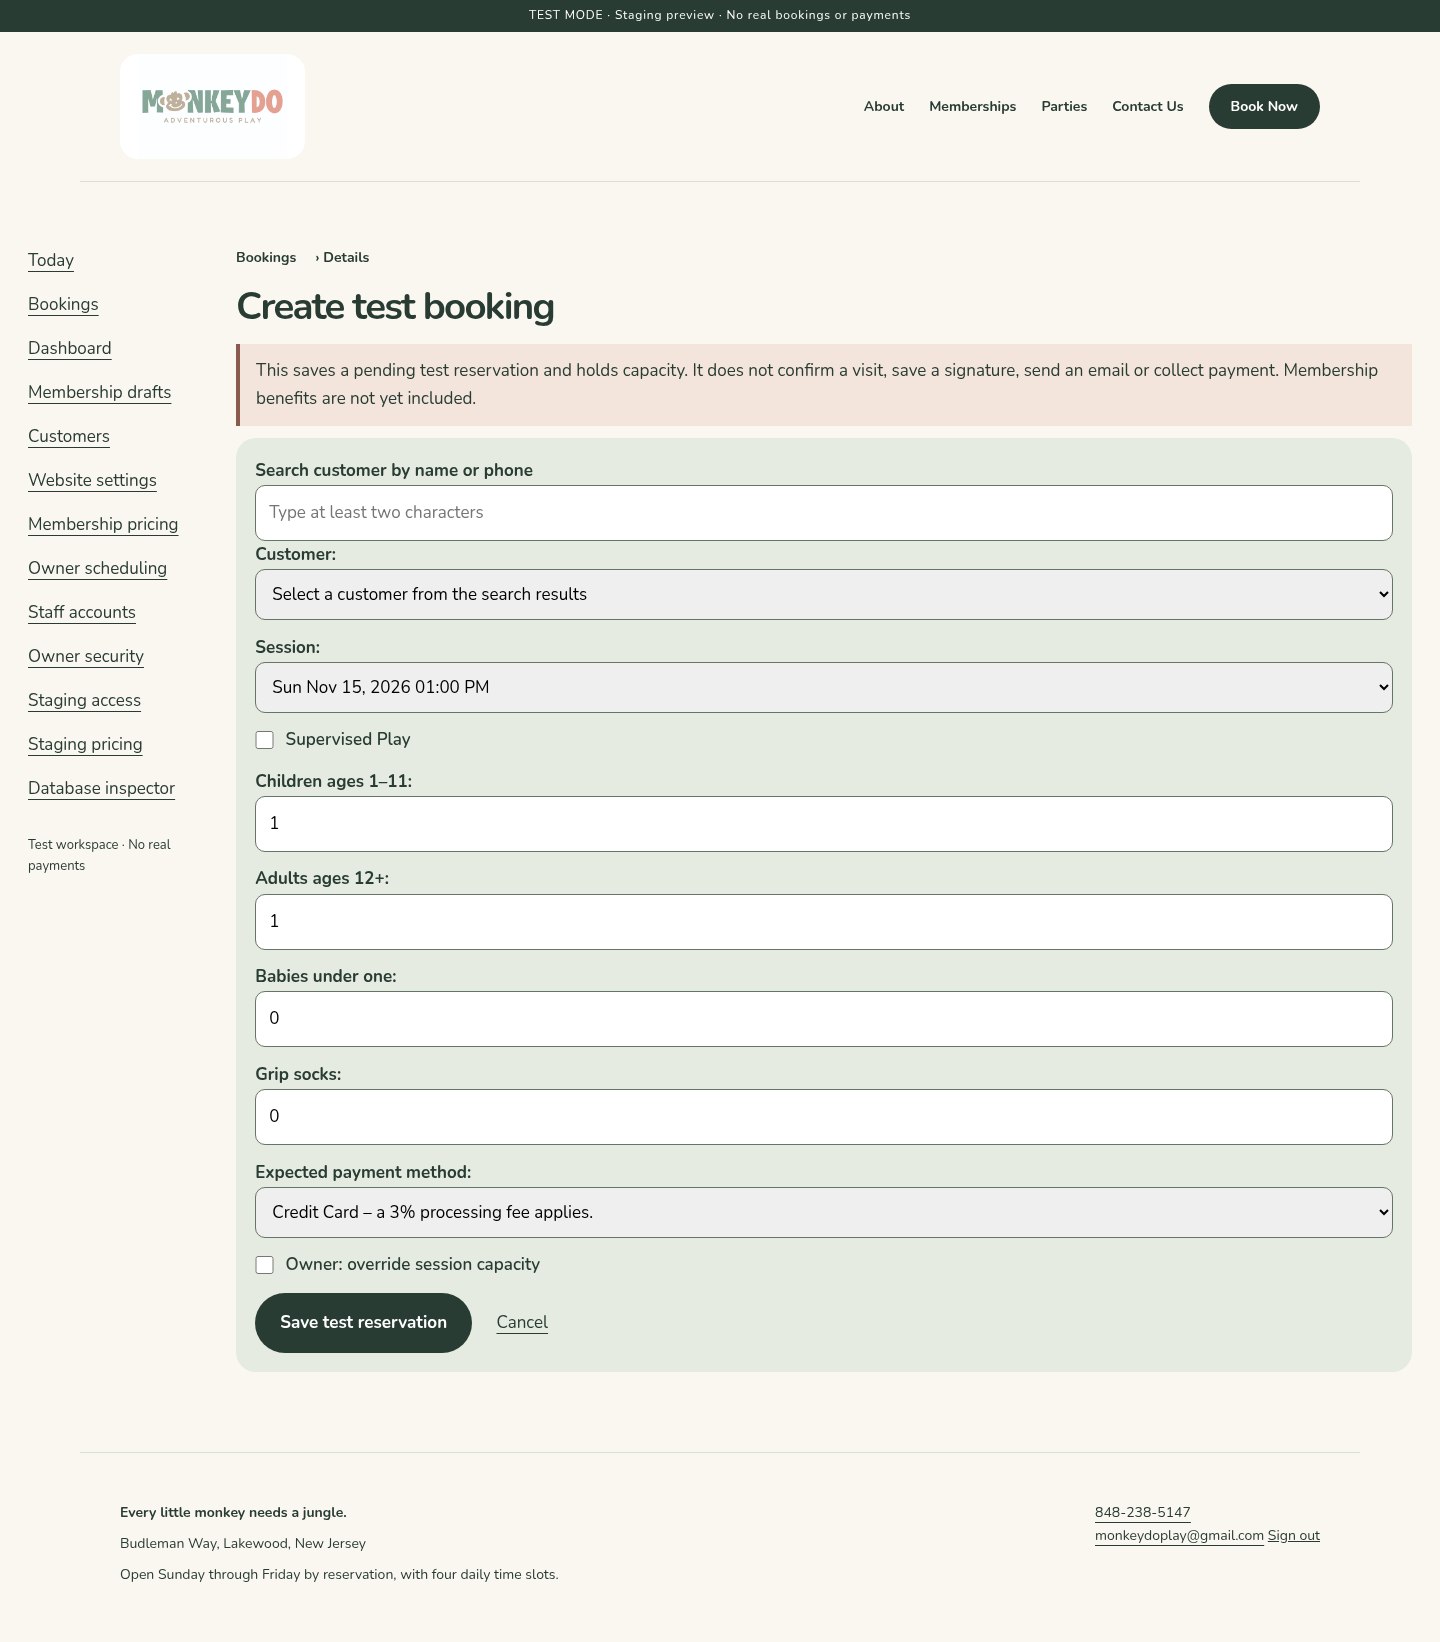 TEST MODE · Staging preview · No real bookings or payments
MONKEYDO
ADVENTUROUS PLAY
About Memberships Parties Contact Us Book Now
Today
Bookings
Dashboard
Membership drafts
Customers
Website settings
Membership pricing
Owner scheduling
Staff accounts
Owner security
Staging access
Staging pricing
Database inspector
Test workspace · No real
payments
Bookings › Details
Create test booking
This saves a pending test reservation and holds capacity. It does not confirm a visit, save a signature, send an email or collect payment. Membership
benefits are not yet included.
Search customer by name or phone
Type at least two characters
Customer:
Select a customer from the search results
Session:
Sun Nov 15, 2026 01:00 PM
Supervised Play
Children ages 1–11:
1
Adults ages 12+:
1
Babies under one:
0
Grip socks:
0
Expected payment method:
Credit Card – a 3% processing fee applies.
Owner: override session capacity
Save test reservation Cancel
Every little monkey needs a jungle.
Budleman Way, Lakewood, New Jersey
Open Sunday through Friday by reservation, with four daily time slots.
848-238-5147
monkeydoplay@gmail.com Sign out